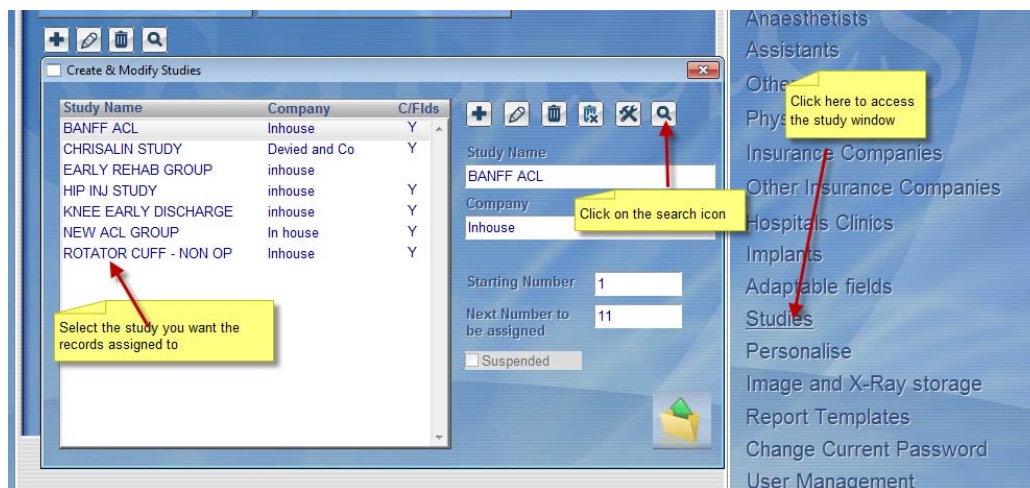 Create & Modify Studies
Study Name Company C/Flds
BANFF ACL Inhouse Y
CHRISALIN STUDY Devied and Co Y
EARLY REHAB GROUP inhouse
HIP INJ STUDY inhouse Y
KNEE EARLY DISCHARGE inhouse Y
NEW ACL GROUP In house Y
ROTATOR CUFF - NON OP Inhouse Y
Select the study you want the
records assigned to
Study Name
BANFF ACL
Company
Inhouse
Click on the search icon
Starting Number 1
Next Number to
be assigned 11
Suspended
Anaesthetists
Assistants
Click here to access
the study window
Insurance Companies
Other Insurance Companies
Hospitals Clinics
Implants
Adaptable fields
Studies
Personalise
Image and X-Ray storage
Report Templates
Change Current Password
User Management